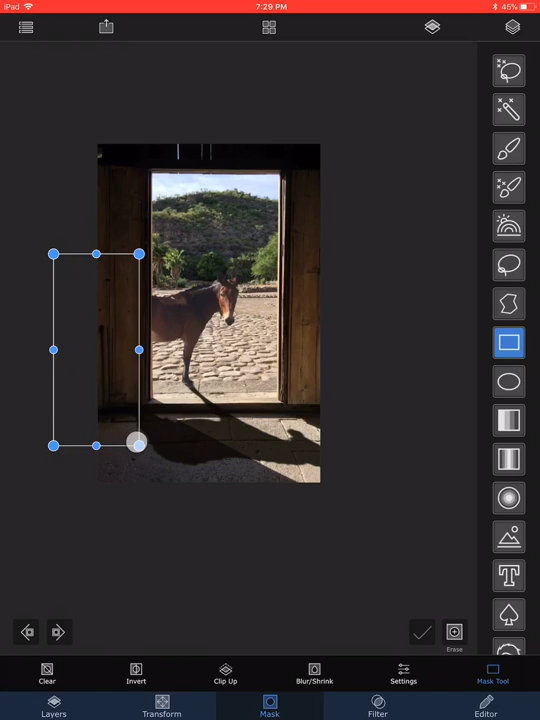 iPad 7:29 PM 45%
T
Erase
Clear Invert Clip Up Blur/Shrink Settings Mask Tool
Layers Transform Mask Filter Editor